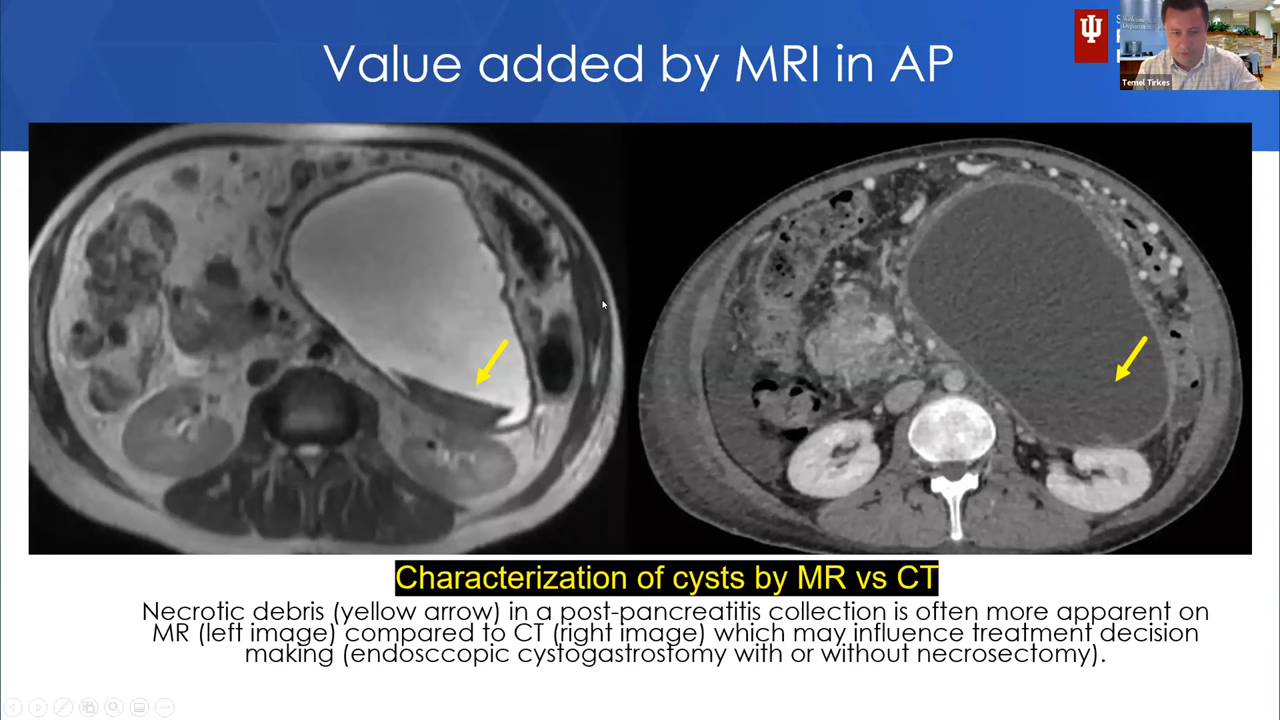 Value added by MRI in AP
Temel Tirkes
Characterization of cysts by MR vs CT
Necrotic debris (yellow arrow) in a post-pancreatitis collection is often more apparent on
MR (left image) compared to CT (right image) which may influence treatment decision
making (endosccopic cystogastrostomy with or without necrosectomy).